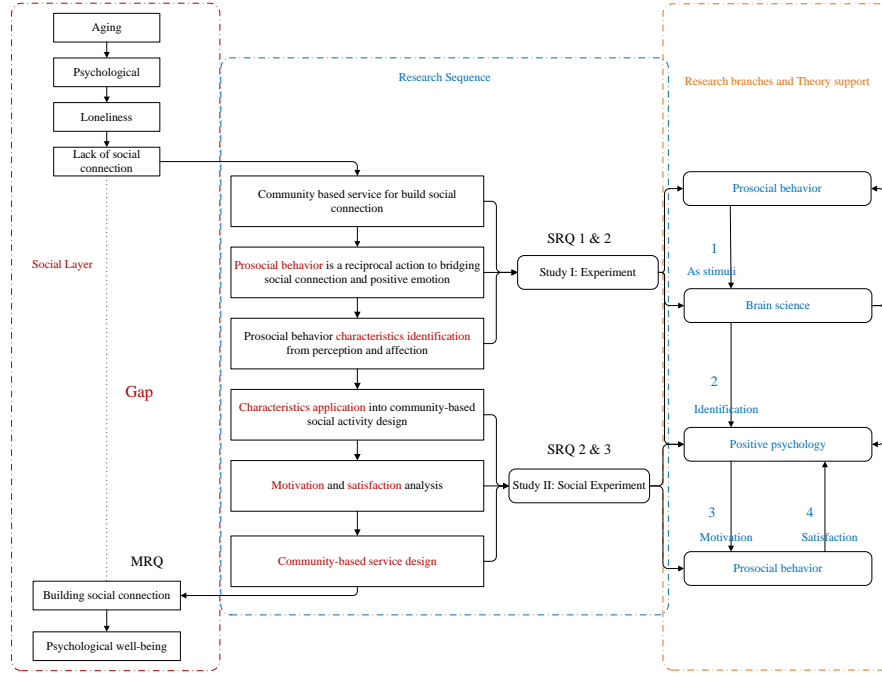 Aging
Psychological
Loneliness
Lack of social
connection
Social Layer
Gap
MRQ
Building social connection
Psychological well-being
Research Sequence
Community based service for build social
connection
Prosocial behavior is a reciprocal action to bridging
social connection and positive emotion
Prosocial behavior characteristics identification
from perception and affection
Characteristics application into community-based
social activity design
Motivation and satisfaction analysis
Community-based service design
SRQ 1 & 2
Study I: Experiment
SRQ 2 & 3
Study II: Social Experiment
Research branches and Theory support
Prosocial behavior
1
As stimuli
Brain science
2
Identification
Positive psychology
3
4
Motivation
Satisfaction
Prosocial behavior